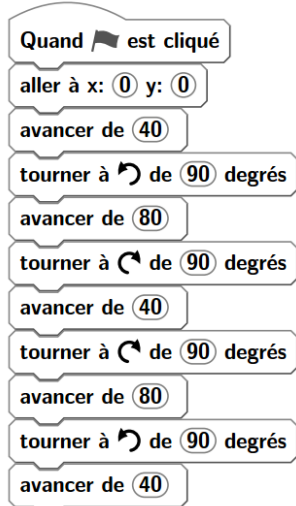 Quand est cliqué
aller à x: 0 y: 0
avancer de 40
tourner à de 90 degrés
avancer de 80
tourner à de 90 degrés
avancer de 40
tourner à de 90 degrés
avancer de 80
tourner à de 90 degrés
avancer de 40